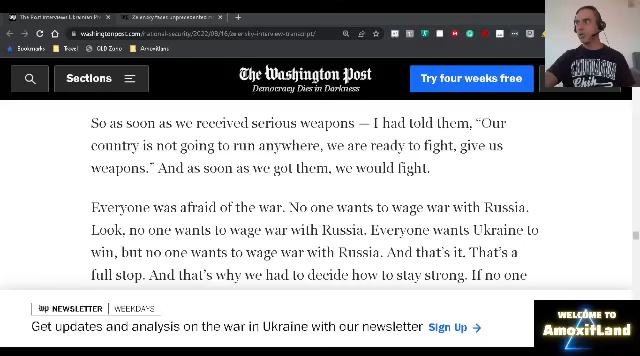 The Post interviews Ukrainian Pr
Zelensky faces unprecedented
washingtonpost.com/national-security/2022/08/16/zelensky-interview-transcript/
Bookmarks Travel OLD Zone Amoxitlans
Sections
The Washington Post
Democracy Dies in Darkness
Try four weeks free
So as soon as we received serious weapons — I had told them, “Our
country is not going to run anywhere, we are ready to fight, give us
weapons.” And as soon as we got them, we would fight.
Everyone was afraid of the war. No one wants to wage war with Russia.
Look, no one wants to wage war with Russia. Everyone wants Ukraine to
win, but no one wants to wage war with Russia. And that’s it. That’s a
full stop. And that’s why we had to decide how to stay strong. If no one
wp NEWSLETTER WEEKDAYS
Get updates and analysis on the war in Ukraine with our newsletter Sign Up →
WELCOME TO
AmoxitLand